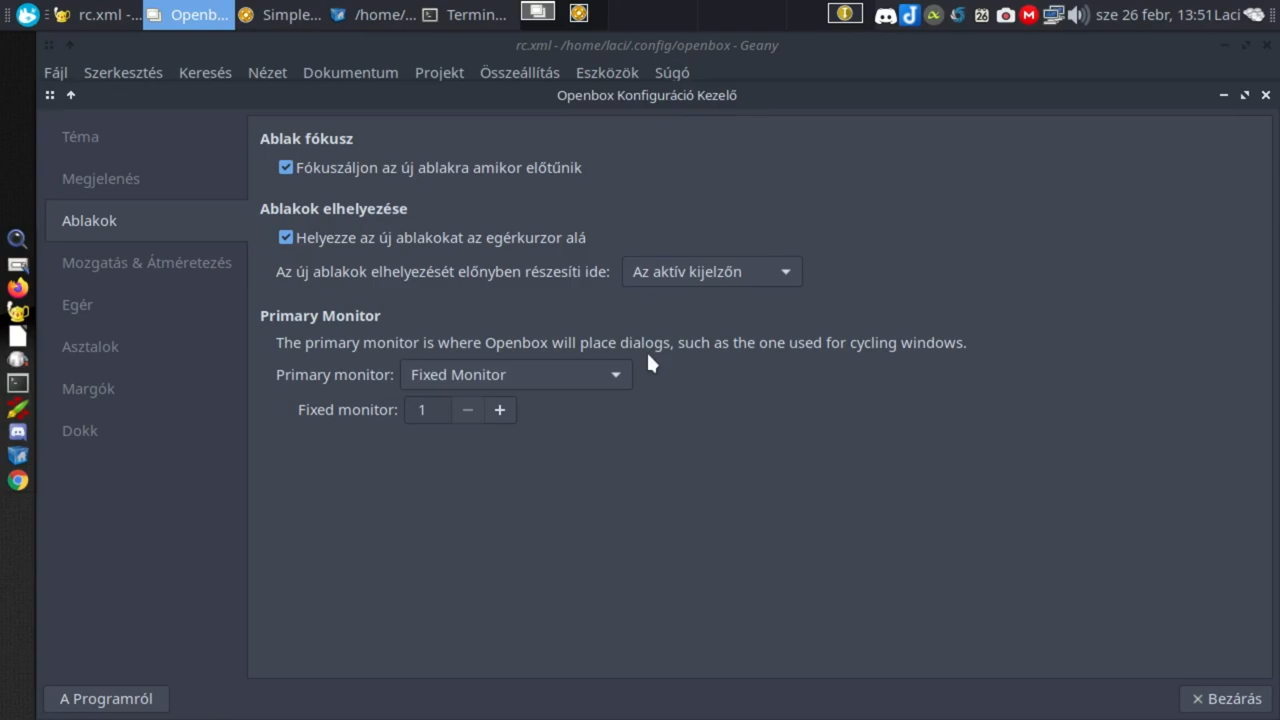 rc.xml -...
Openb...
Simple...
/home/...
Termin...
26
sze 26 febr, 13:51
Laci
rc.xml - /home/laci/.config/openbox - Geany
Fájl Szerkesztés Keresés Nézet Dokumentum Projekt Összeállítás Eszközök Súgó
Openbox Konfiguráció Kezelő
Téma
Megjelenés
Ablakok
Mozgatás & Átméretezés
Egér
Asztalok
Margók
Dokk
Ablak fókusz
Fókuszáljon az új ablakra amikor előtűnik
Ablakok elhelyezése
Helyezze az új ablakokat az egérkurzor alá
Az új ablakok elhelyezését előnyben részesíti ide: Az aktív kijelzőn
Primary Monitor
The primary monitor is where Openbox will place dialogs, such as the one used for cycling windows.
Primary monitor: Fixed Monitor
Fixed monitor: 1 − +
A Programról
Bezárás